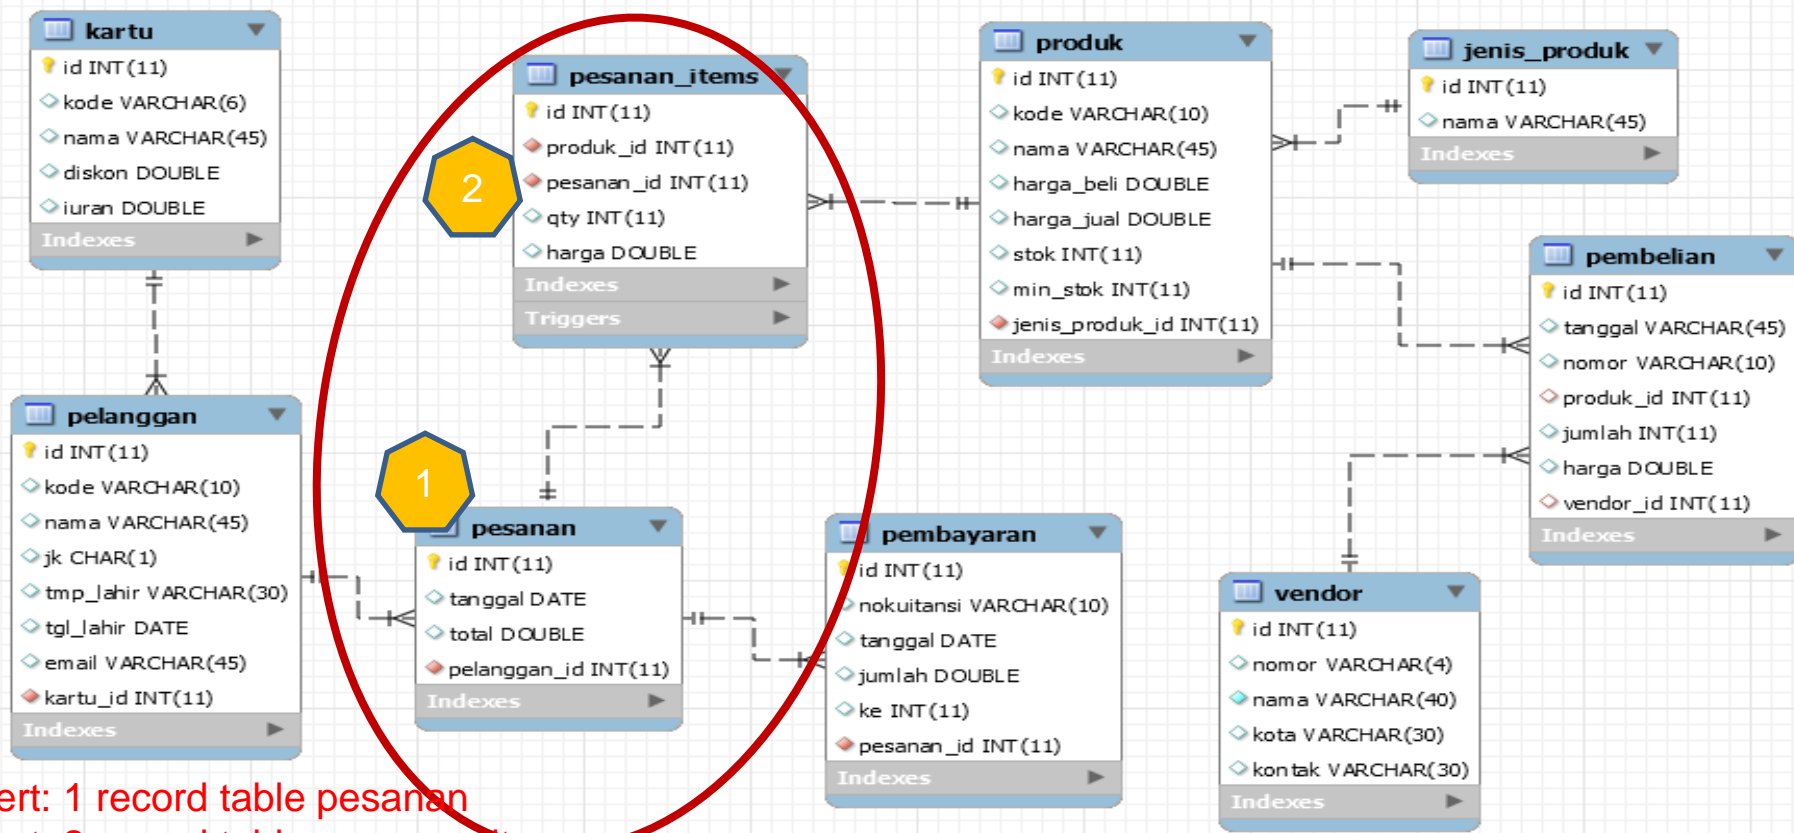 kartu
id INT(11)
kode VARCHAR(6)
nama VARCHAR(45)
diskon DOUBLE
iuran DOUBLE
Indexes
pesanan_items
id INT(11)
produk_id INT(11)
pesanan_id INT(11)
qty INT(11)
harga DOUBLE
Indexes
Triggers
2
produk
id INT(11)
kode VARCHAR(10)
nama VARCHAR(45)
harga_beli DOUBLE
harga_jual DOUBLE
stok INT(11)
min_stok INT(11)
jenis_produk_id INT(11)
Indexes
jenis_produk
id INT(11)
nama VARCHAR(45)
Indexes
pembelian
id INT(11)
tanggal VARCHAR(45)
nomor VARCHAR(10)
produk_id INT(11)
jumlah INT(11)
harga DOUBLE
vendor_id INT(11)
Indexes
pelanggan
id INT(11)
kode VARCHAR(10)
nama VARCHAR(45)
jk CHAR(1)
tmp_lahir VARCHAR(30)
tgl_lahir DATE
email VARCHAR(45)
kartu_id INT(11)
Indexes
1
pesanan
id INT(11)
tanggal DATE
total DOUBLE
pelanggan_id INT(11)
Indexes
pembayaran
id INT(11)
nokuitansi VARCHAR(10)
tanggal DATE
jumlah DOUBLE
ke INT(11)
pesanan_id INT(11)
Indexes
vendor
id INT(11)
nomor VARCHAR(4)
nama VARCHAR(40)
kota VARCHAR(30)
kontak VARCHAR(30)
Indexes
ert: 1 record table pesanan